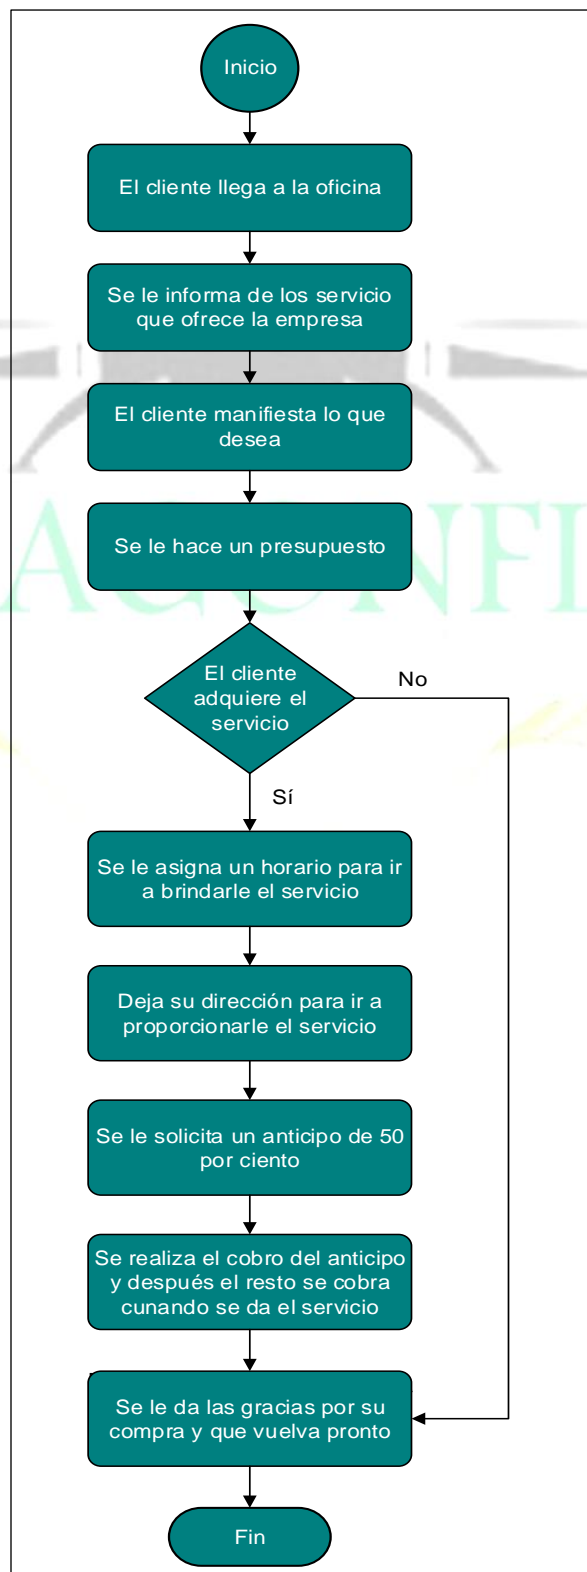 Inicio
El cliente llega a la oficina
Se le informa de los servicio
que ofrece la empresa
El cliente manifiesta lo que
desea
Se le hace un presupuesto
El cliente
adquiere el
servicio
No
Sí
Se le asigna un horario para ir
a brindarle el servicio
Deja su dirección para ir a
proporcionarle el servicio
Se le solicita un anticipo de 50
por ciento
Se realiza el cobro del anticipo
y después el resto se cobra
cunando se da el servicio
Se le da las gracias por su
compra y que vuelva pronto
Fin